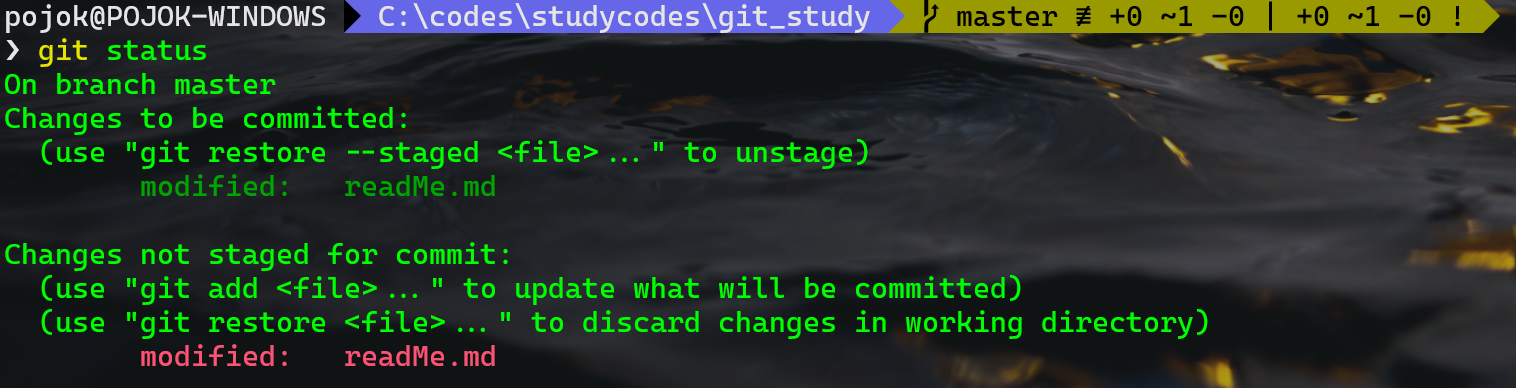 pojok@POJOK-WINDOWS C:\codes\studycodes\git_study master ≢ +0 ~1 -0 | +0 ~1 -0 !
❯ git status
On branch master
Changes to be committed:
  (use "git restore --staged <file>..." to unstage)
        modified:   readMe.md

Changes not staged for commit:
  (use "git add <file>..." to update what will be committed)
  (use "git restore <file>..." to discard changes in working directory)
        modified:   readMe.md